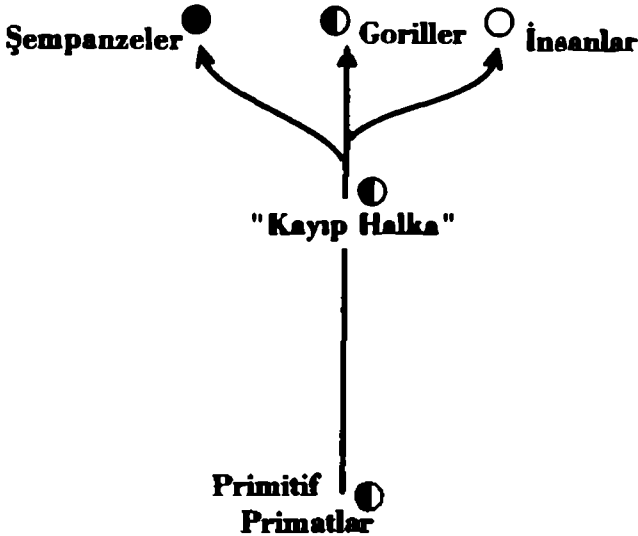 Şempanzeler
Goriller
İnsanlar
"Kayıp Halka"
Primitif
Primatlar